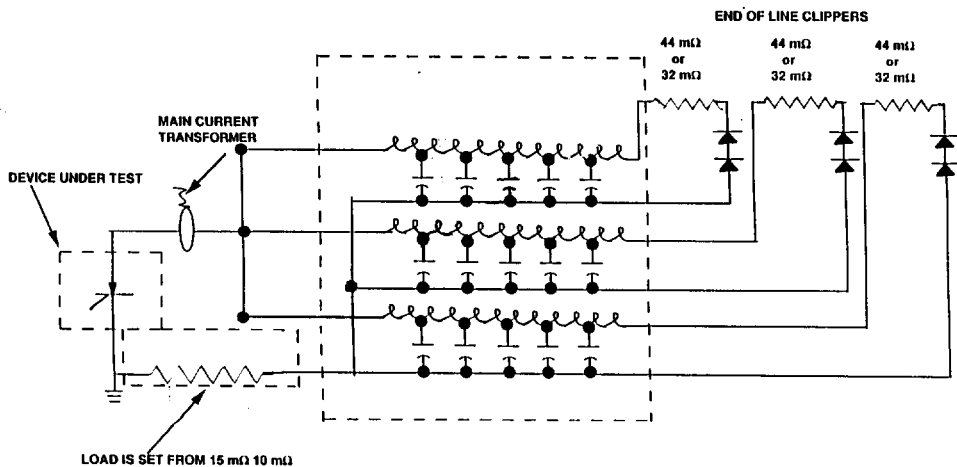 END OF LINE CLIPPERS
44 mΩ
or
32 mΩ
44 mΩ
or
32 mΩ
44 mΩ
or
32 mΩ
MAIN CURRENT
TRANSFORMER
DEVICE UNDER TEST
LOAD IS SET FROM 15 mΩ 10 mΩ